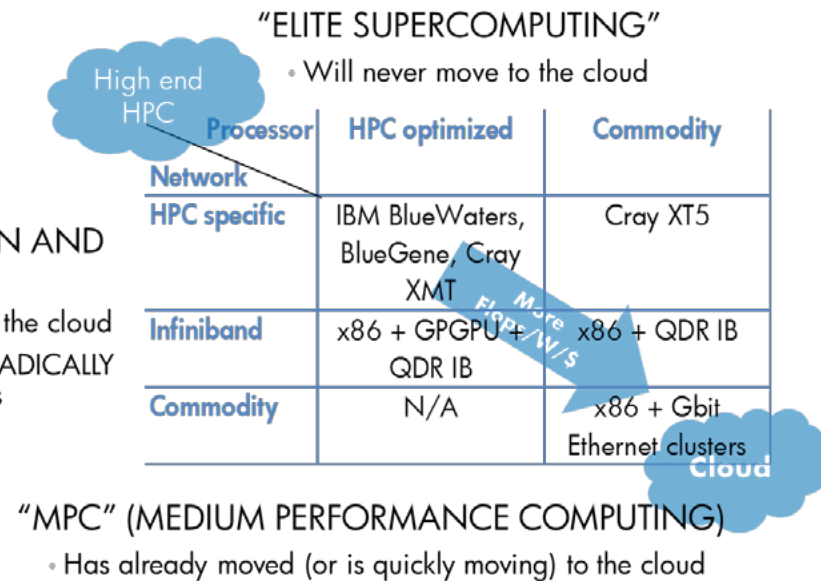 “ELITE SUPERCOMPUTING”
• Will never move to the cloud
High end
HPC
Processor
Network
HPC optimized
Commodity
HPC specific
IBM BlueWaters,
BlueGene, Cray
XMT
Cray XT5
N AND
the cloud
ADICALLY
s
More
Flops/W/$
Infiniband
x86 + GPGPU +
QDR IB
x86 + QDR IB
Commodity
N/A
x86 + Gbit
Ethernet clusters
Cloud
“MPC” (MEDIUM PERFORMANCE COMPUTING)
• Has already moved (or is quickly moving) to the cloud